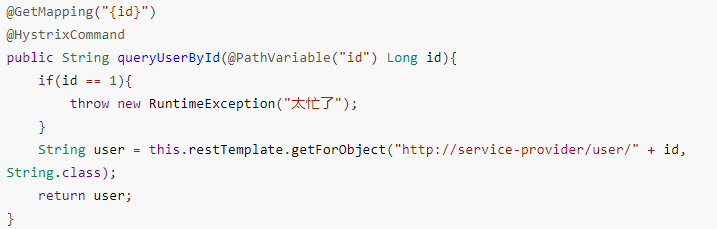 @GetMapping("{id}")
@HystrixCommand
public String queryUserById(@PathVariable("id") Long id){
    if(id == 1){
        throw new RuntimeException("太忙了");
    }
    String user = this.restTemplate.getForObject("http://service-provider/user/" + id,
String.class);
    return user;
}